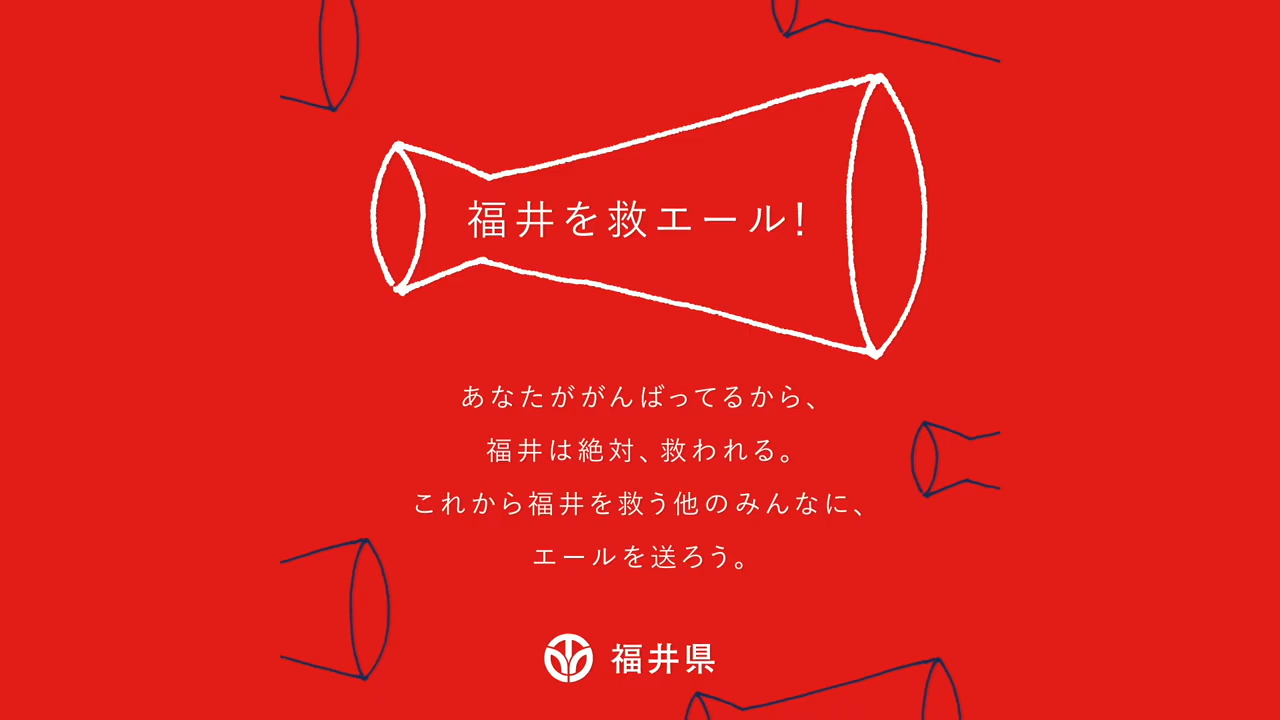 福井を救エール!
あなたががんばってるから、
福井は絶対、救われる。
これから福井を救う他のみんなに、
エールを送ろう。
福井県